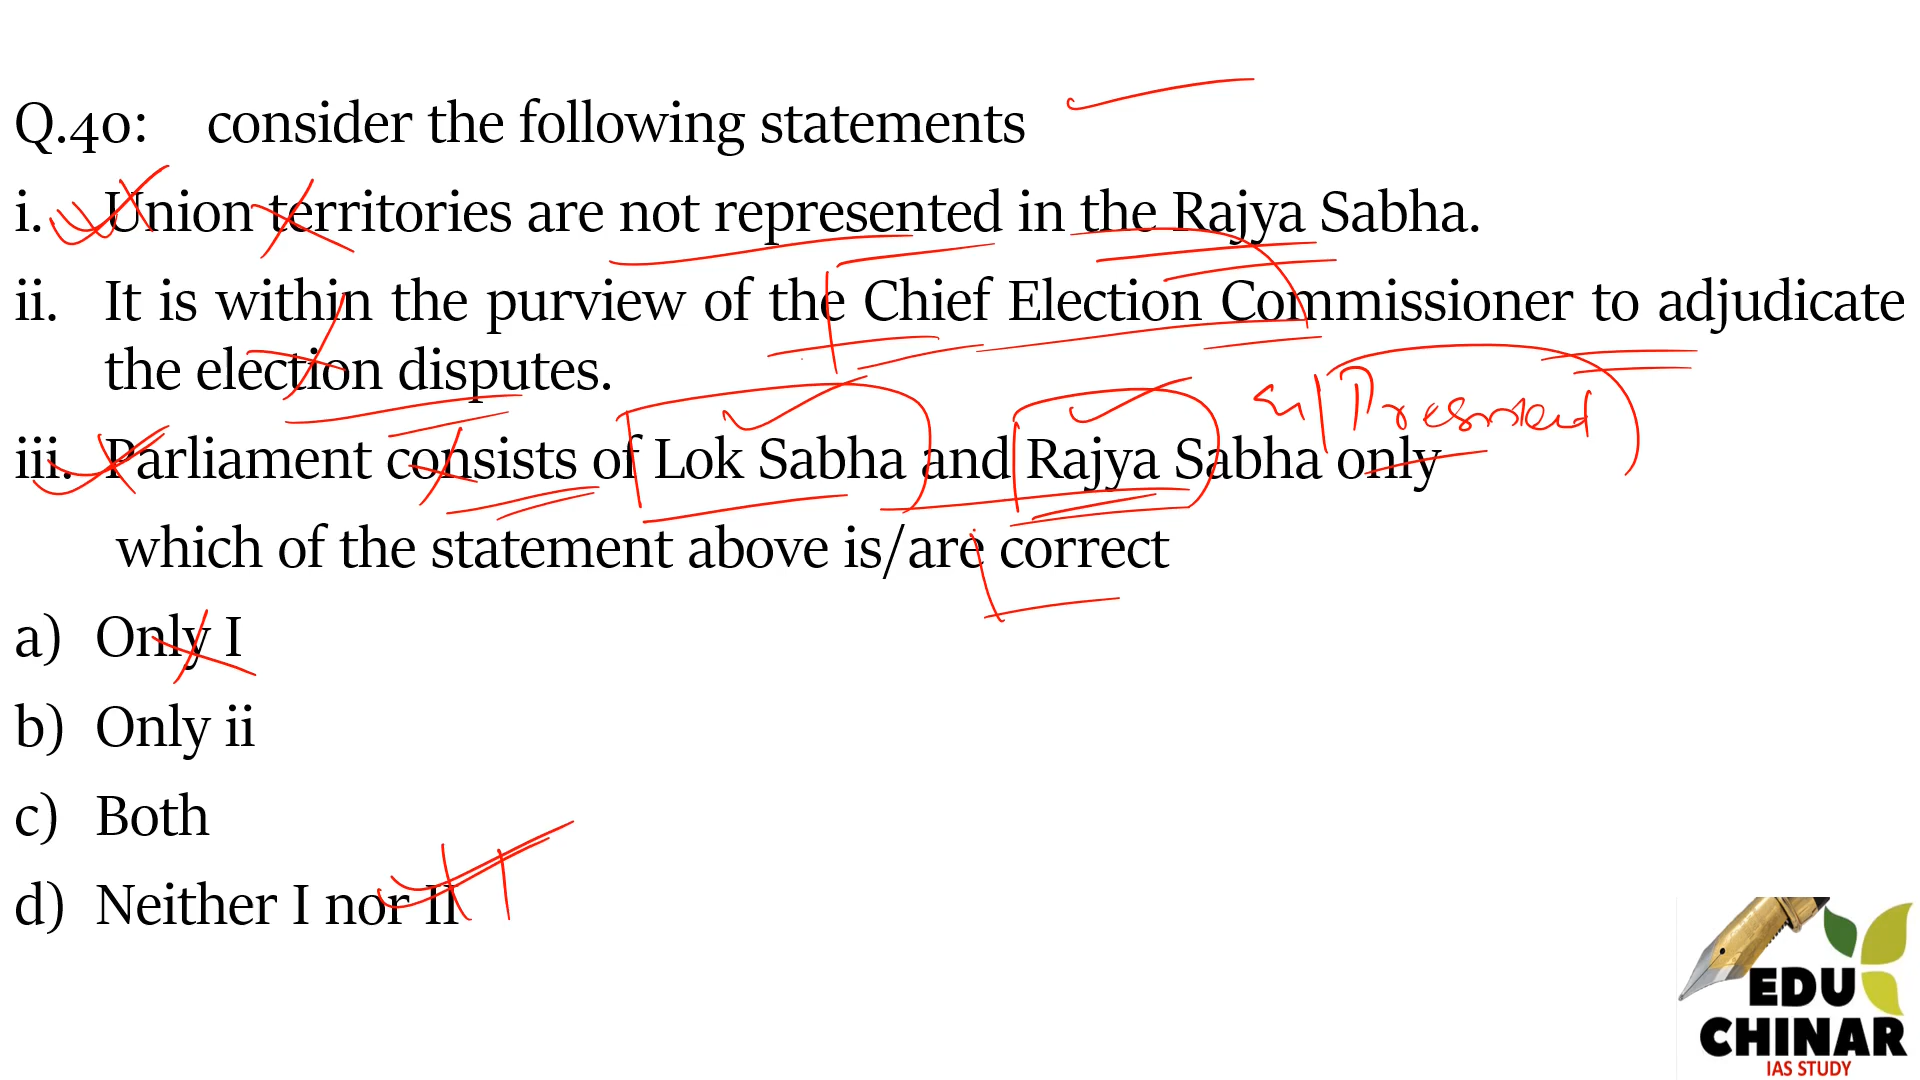 Q.40: consider the following statements
i. Union territories are not represented in the Rajya Sabha.
ii. It is within the purview of the Chief Election Commissioner to adjudicate
the election disputes.
President
iii. Parliament consists of Lok Sabha and Rajya Sabha only
which of the statement above is/are correct
a) Only I
b) Only ii
c) Both
d) Neither I nor II
EDU
CHINAR
IAS STUDY